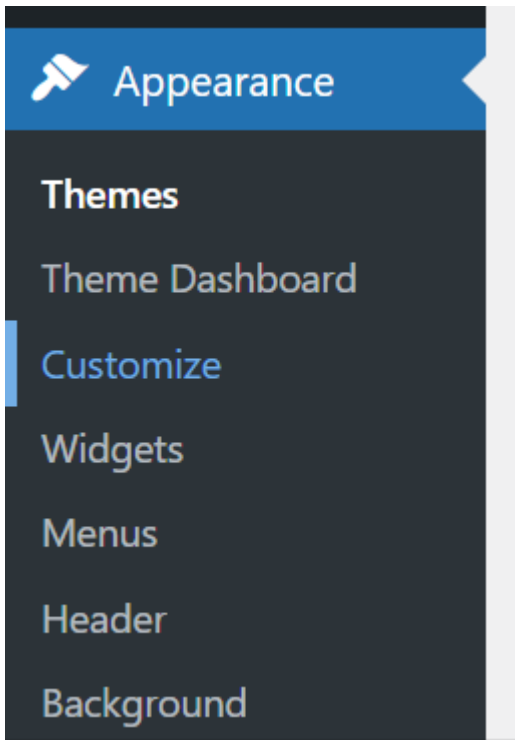 Appearance
Themes
Theme Dashboard
Customize
Widgets
Menus
Header
Background